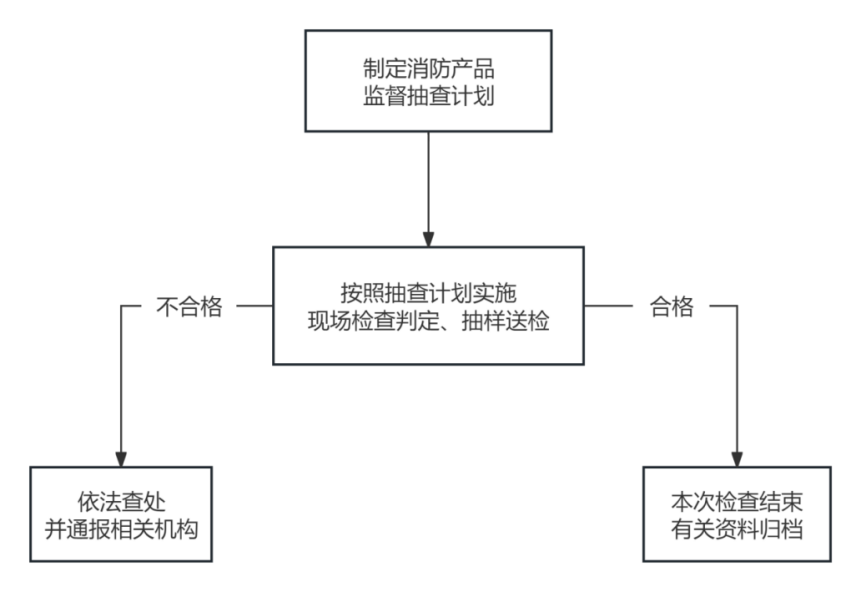 制定消防产品
监督抽查计划
按照抽查计划实施
现场检查判定、抽样送检
不合格
合格
依法查处
并通报相关机构
本次检查结束
有关资料归档